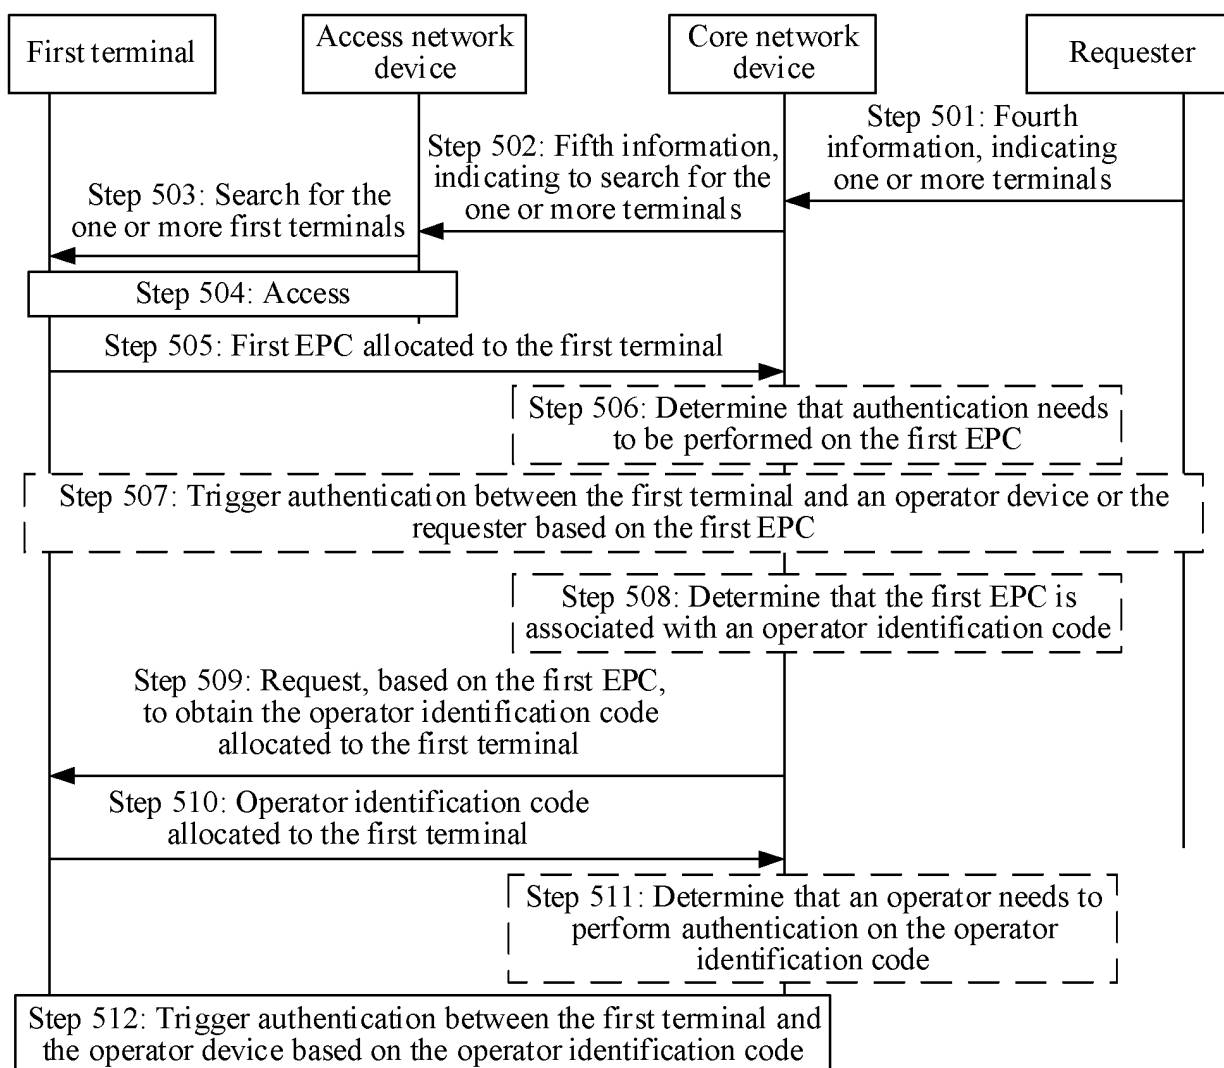 First terminal
Access network
device
Core network
device
Requester
Step 501: Fourth
information, indicating
one or more terminals
Step 502: Fifth information,
indicating to search for the
one or more terminals
Step 503: Search for the
one or more first terminals
Step 504: Access
Step 505: First EPC allocated to the first terminal
Step 506: Determine that authentication needs
to be performed on the first EPC
Step 507: Trigger authentication between the first terminal and an operator device or the
requester based on the first EPC
Step 508: Determine that the first EPC is
associated with an operator identification code
Step 509: Request, based on the first EPC,
to obtain the operator identification code
allocated to the first terminal
Step 510: Operator identification code
allocated to the first terminal
Step 511: Determine that an operator needs to
perform authentication on the operator
identification code
Step 512: Trigger authentication between the first terminal and
the operator device based on the operator identification code